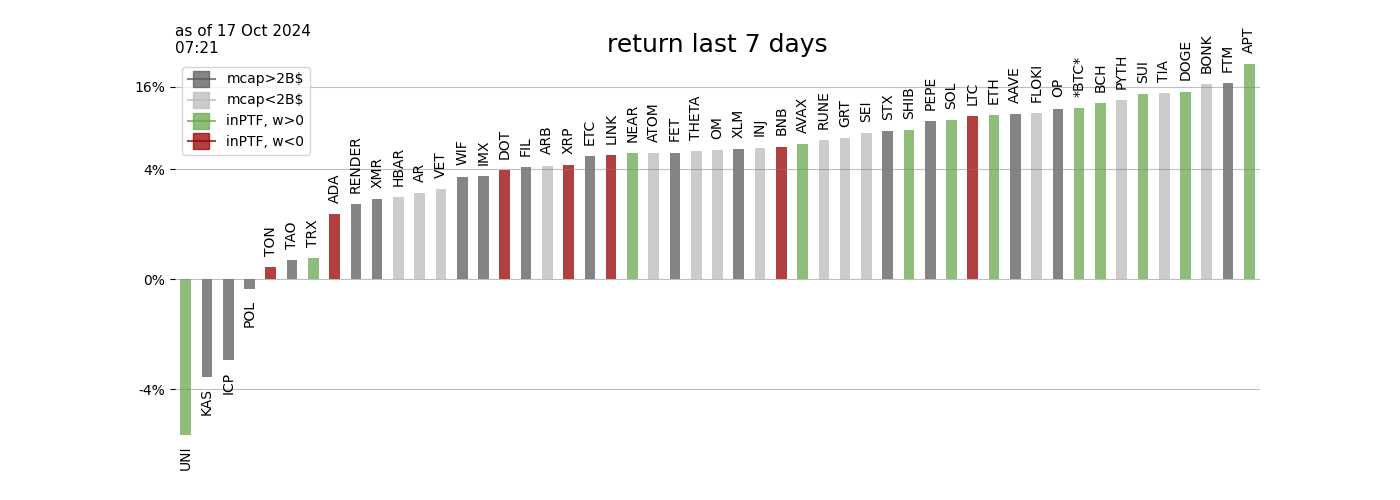 as of 17 Oct 2024
07:21
return last 7 days
mcap>2B$
mcap<2B$
inPTF, w>0
inPTF, w<0
16%
4%
0%
-4%
UNI
KAS
ICP
POL
TON
TAO
TRX
ADA
RENDER
XMR
HBAR
AR
VET
WIF
IMX
DOT
FIL
ARB
XRP
ETC
LINK
NEAR
ATOM
FET
THETA
OM
XLM
INJ
BNB
AVAX
RUNE
GRT
SEI
STX
SHIB
PEPE
SOL
LTC
ETH
AAVE
FLOKI
OP
*BTC*
BCH
PYTH
SUI
TIA
DOGE
BONK
FTM
APT